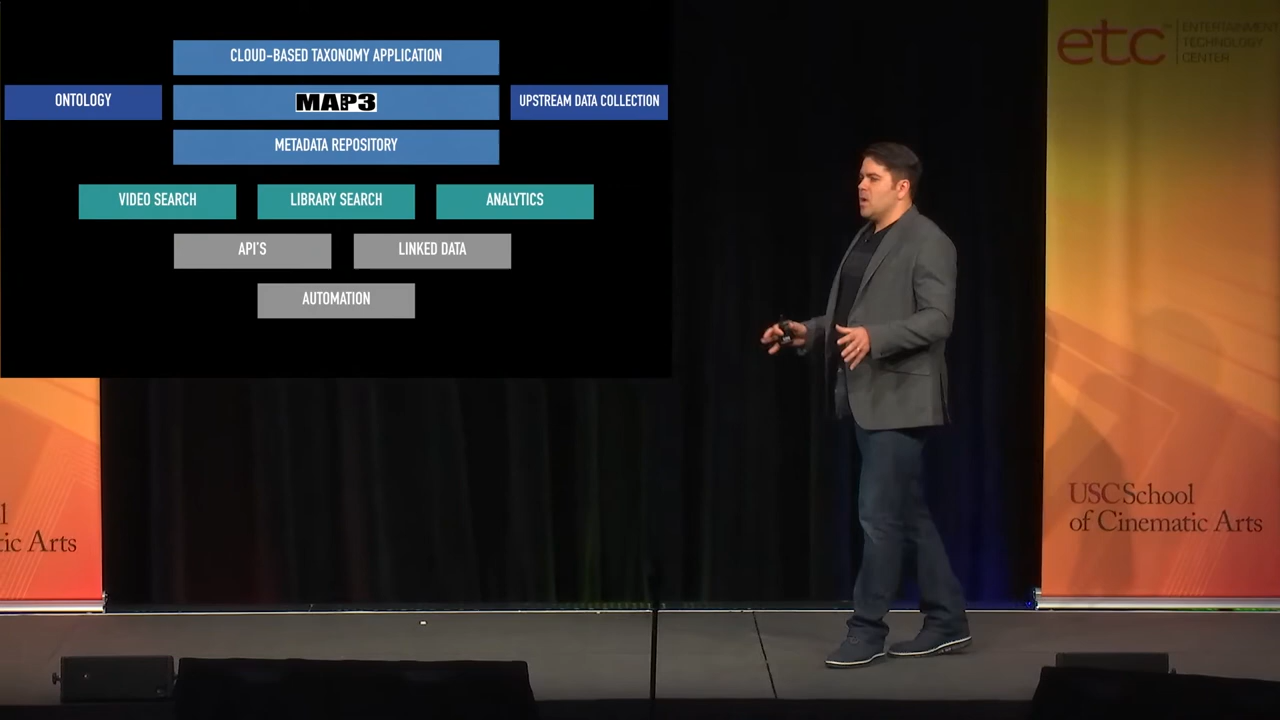 CLOUD-BASED TAXONOMY APPLICATION
ONTOLOGY
MAP3
UPSTREAM DATA COLLECTION
METADATA REPOSITORY
VIDEO SEARCH
LIBRARY SEARCH
ANALYTICS
API'S
LINKED DATA
AUTOMATION
etc
ENTERTAINMENT
TECHNOLOGY
CENTER
USC School
of Cinematic Arts
l
tic Arts